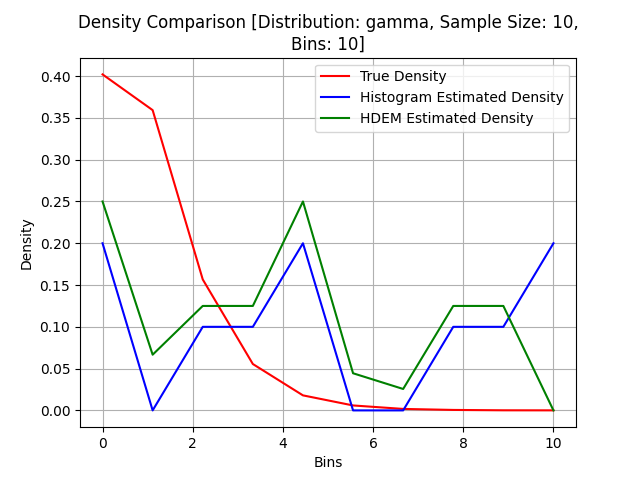 Density Comparison [Distribution: gamma, Sample Size: 10,
Bins: 10]
True Density
Histogram Estimated Density
HDEM Estimated Density
Density
0.40
0.35
0.30
0.25
0.20
0.15
0.10
0.05
0.00
0 2 4 6 8 10
Bins